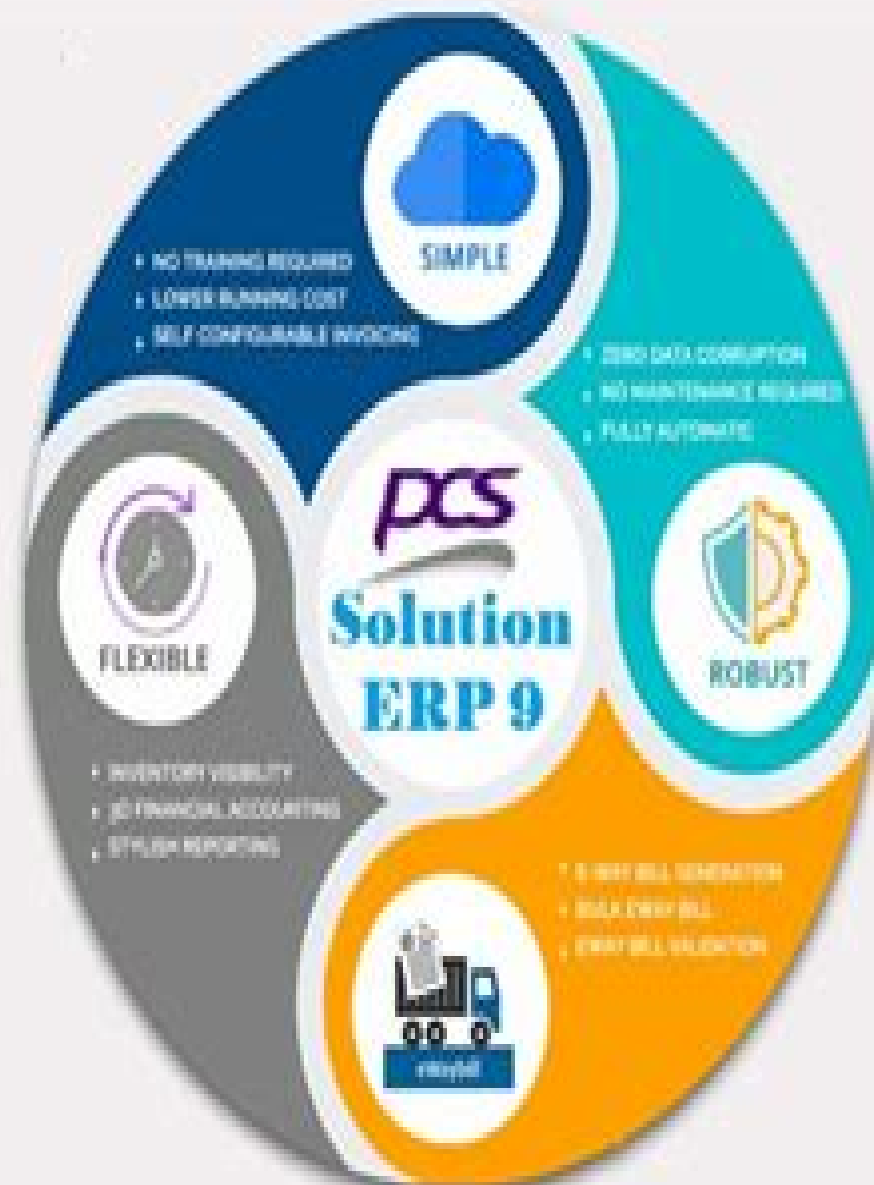 SIMPLE
NO TRAINING REQUIRED
LOWER RUNNING COST
SELF CONFIGURABLE INVOICING
ZERO DATA CORRUPTION
NO MAINTENANCE REQUIRED
FULLY AUTOMATIC
ROBUST
pcs
Solution
ERP 9
FLEXIBLE
INVENTORY VISIBILITY
FINANCIAL ACCOUNTING
STYLISH REPORTING
E-WAY BILL GENERATION
BULK EWAY BILL
EWAY BILL VALIDATION